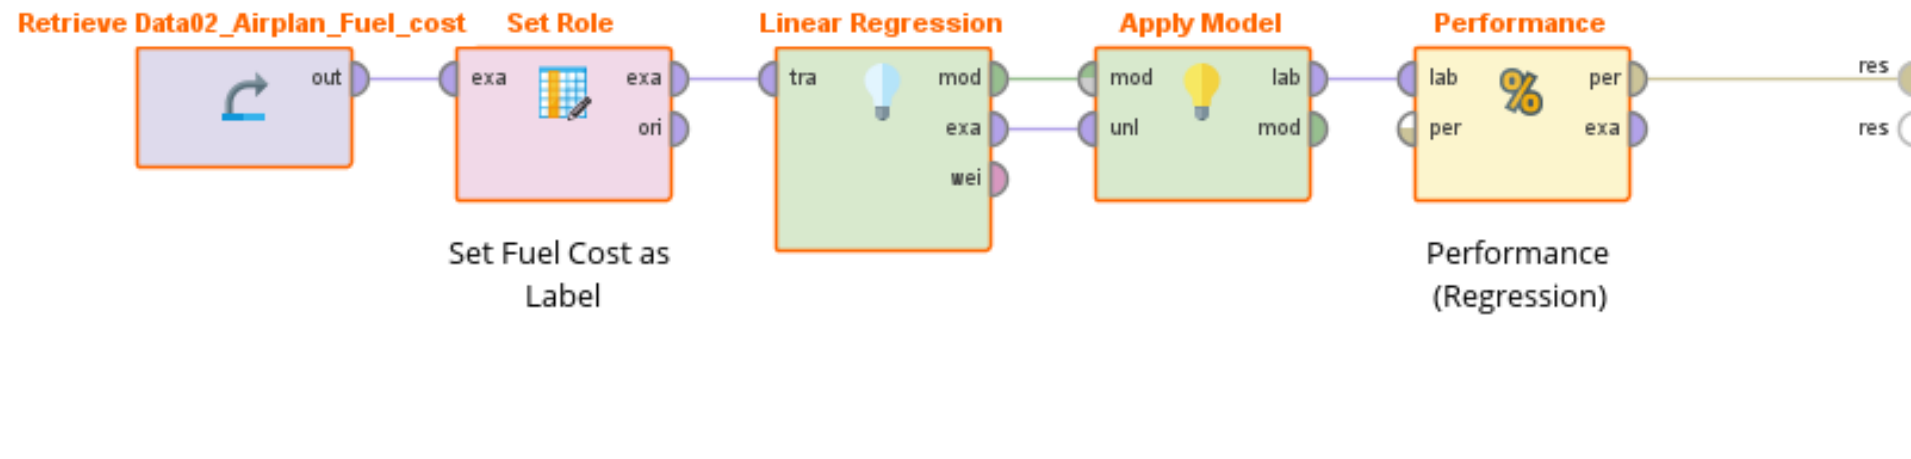 Retrieve Data02_Airplan_Fuel_cost
Set Role
Linear Regression
Apply Model
Performance
out
exa
exa
tra
mod
mod
lab
lab
per
res
ori
exa
unl
mod
per
exa
res
wei
Set Fuel Cost as
Label
Performance
(Regression)
%